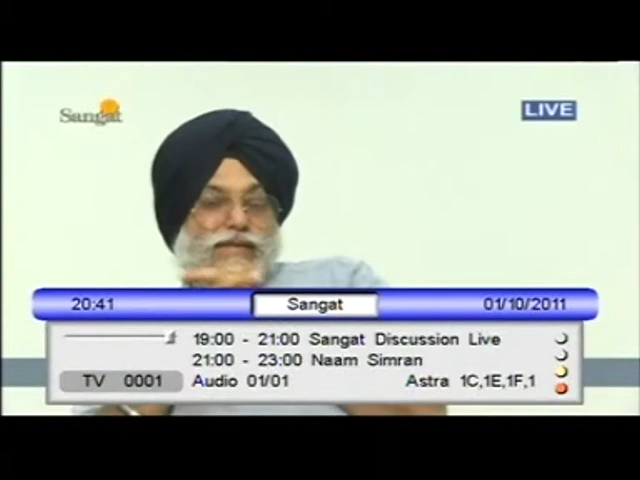 Sangat
LIVE
20:41 Sangat 01/10/2011
19:00 - 21:00 Sangat Discussion Live
21:00 - 23:00 Naam Simran
TV 0001 Audio 01/01 Astra 1C,1E,1F,1